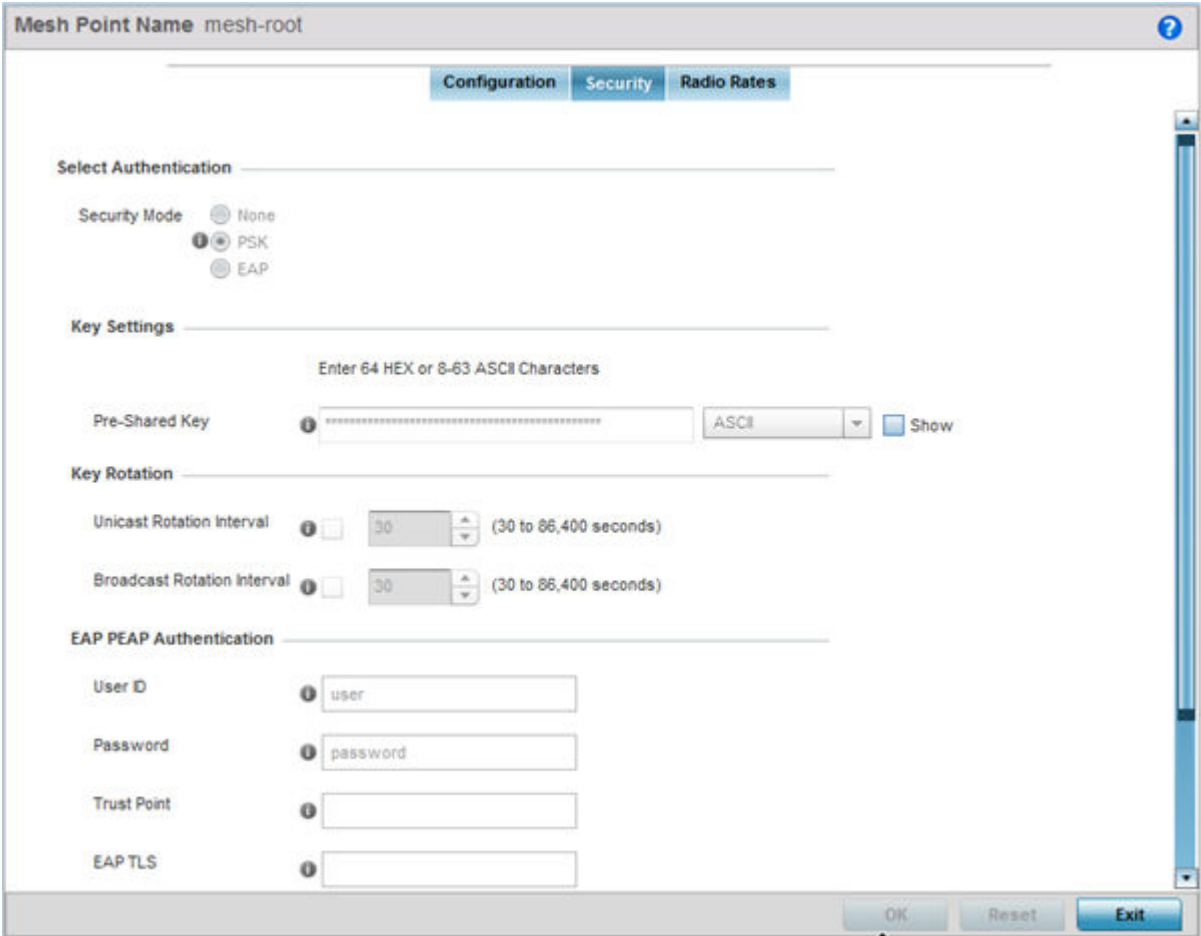 Mesh Point Name mesh-root
Configuration Security Radio Rates
Select Authentication
Security Mode None
PSK
EAP
Key Settings
Enter 64 HEX or 8-63 ASCII Characters
Pre-Shared Key ASCII Show
Key Rotation
Unicast Rotation Interval 30 (30 to 86,400 seconds)
Broadcast Rotation Interval 30 (30 to 86,400 seconds)
EAP PEAP Authentication
User ID user
Password password
Trust Point
EAP TLS
OK Reset Exit